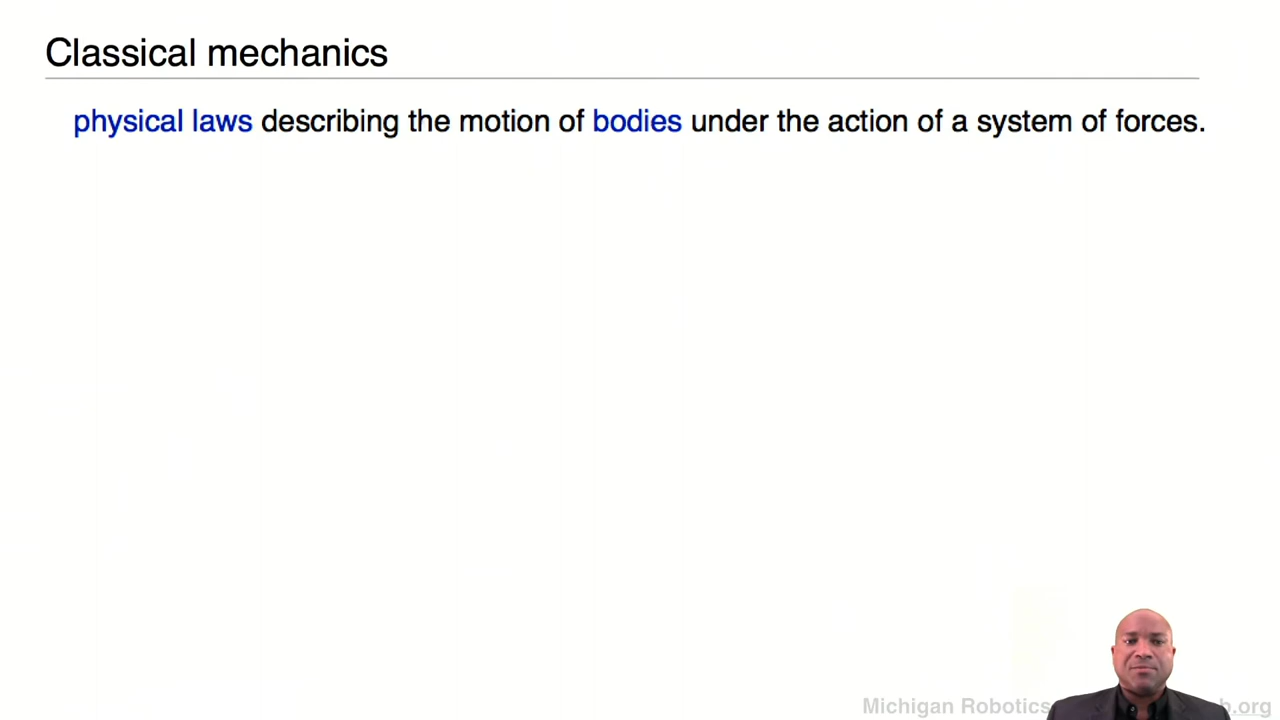 Classical mechanics
physical laws describing the motion of bodies under the action of a system of forces.
Michigan Robotics